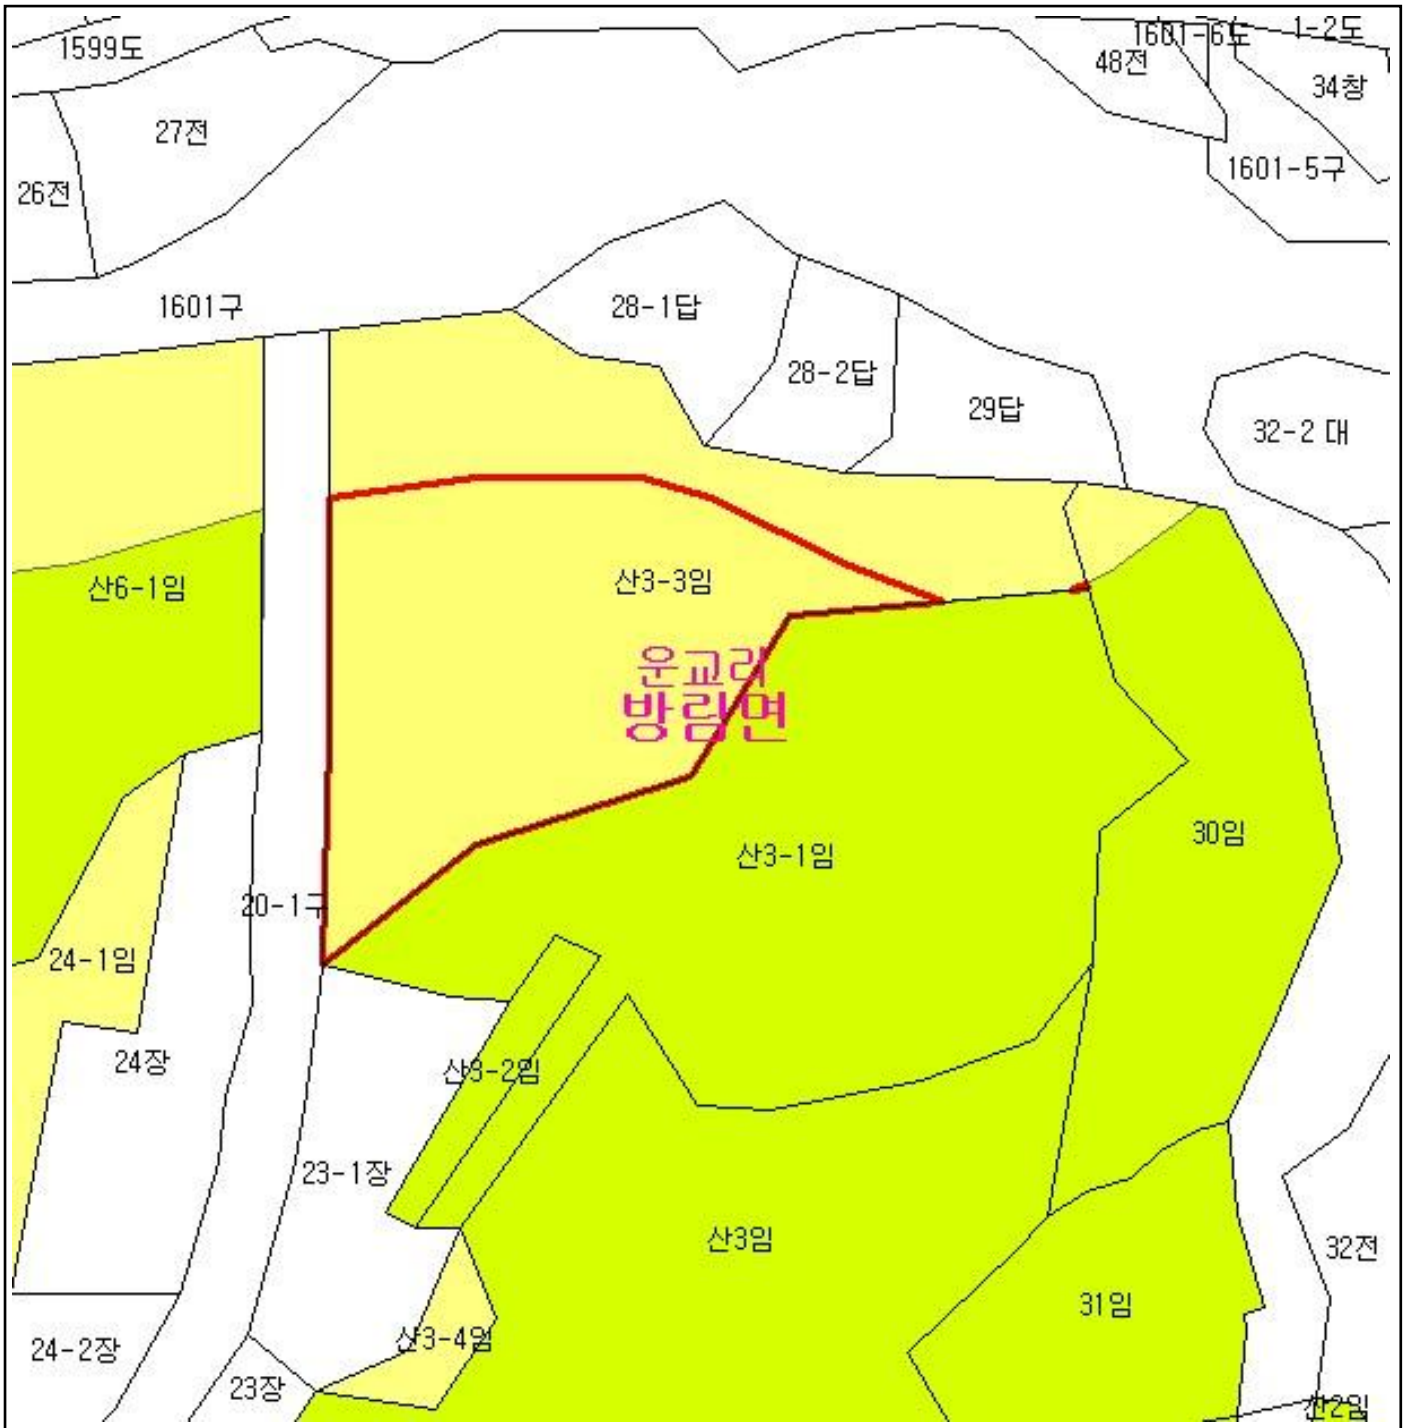 1599도
1601-6도
1-2도
48전
34창
27전
26전
1601-5구
1601구
28-1답
28-2답
29답
32-2 대
산6-1임
산3-3임
운교리
방림면
산3-1임
30임
20-1구
24-1임
24장
산3-2임
23-1장
산3임
32전
31임
산3-4임
24-2장
23장
산2임